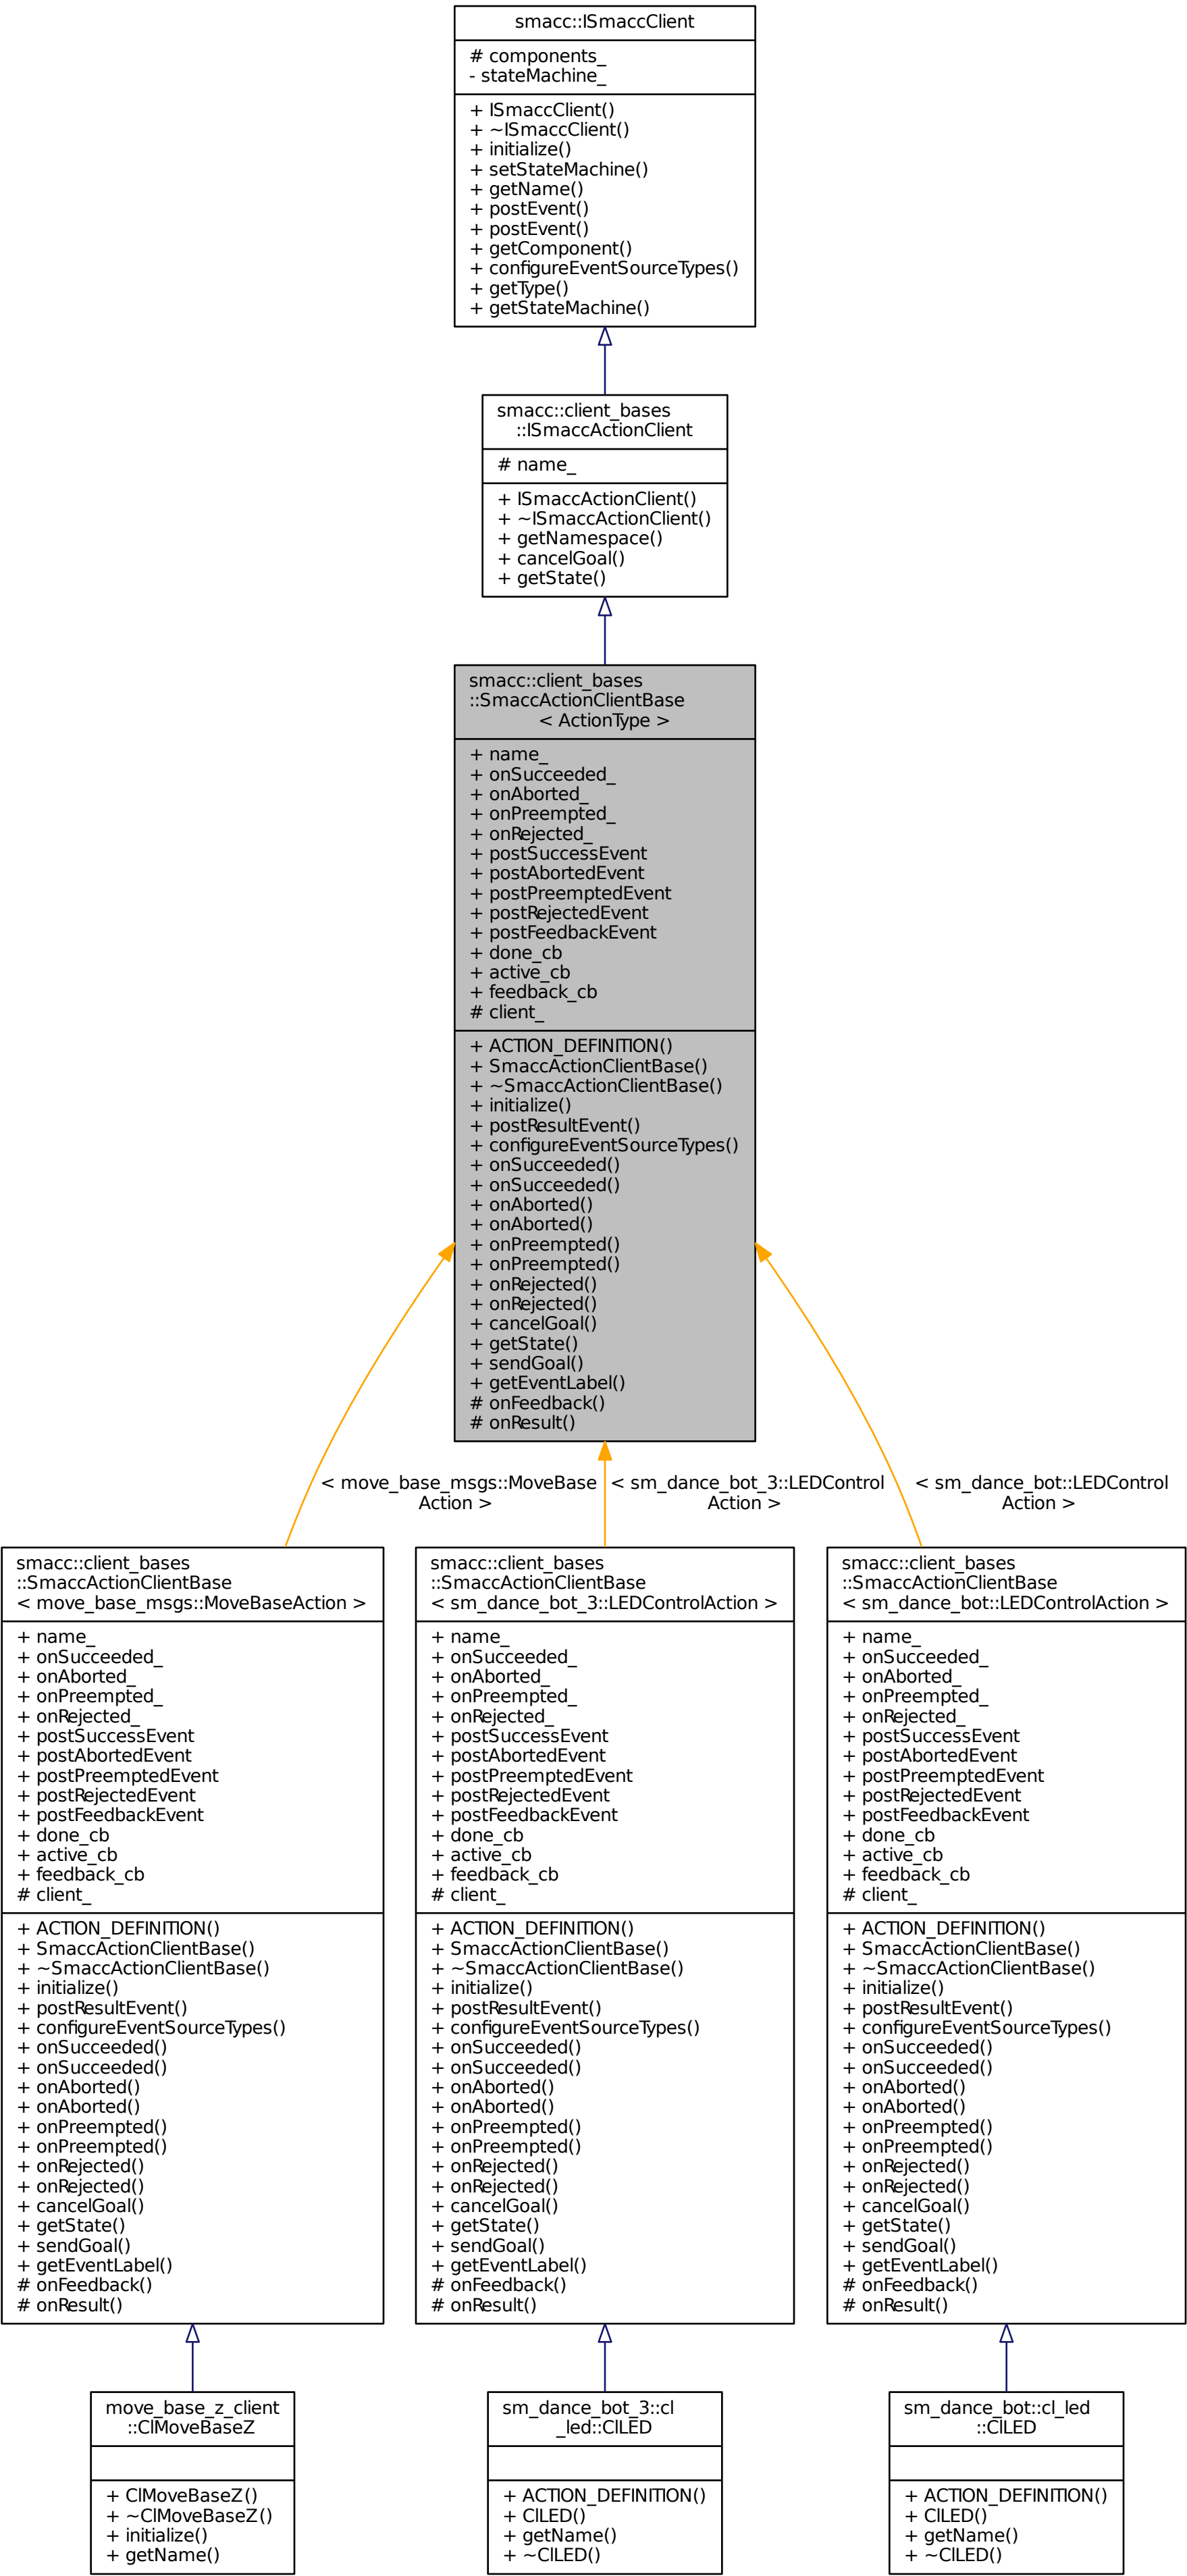 smacc::ISmaccClient
# components_
- stateMachine_
+ ISmaccClient()
+ ~ISmaccClient()
+ initialize()
+ setStateMachine()
+ getName()
+ postEvent()
+ postEvent()
+ getComponent()
+ configureEventSourceTypes()
+ getType()
+ getStateMachine()
smacc::client_bases
::ISmaccActionClient
# name_
+ ISmaccActionClient()
+ ~ISmaccActionClient()
+ getNamespace()
+ cancelGoal()
+ getState()
smacc::client_bases
::SmaccActionClientBase
< ActionType >
+ name_
+ onSucceeded_
+ onAborted_
+ onPreempted_
+ onRejected_
+ postSuccessEvent
+ postAbortedEvent
+ postPreemptedEvent
+ postRejectedEvent
+ postFeedbackEvent
+ done_cb
+ active_cb
+ feedback_cb
# client_
+ ACTION_DEFINITION()
+ SmaccActionClientBase()
+ ~SmaccActionClientBase()
+ initialize()
+ postResultEvent()
+ configureEventSourceTypes()
+ onSucceeded()
+ onSucceeded()
+ onAborted()
+ onAborted()
+ onPreempted()
+ onPreempted()
+ onRejected()
+ onRejected()
+ cancelGoal()
+ getState()
+ sendGoal()
+ getEventLabel()
# onFeedback()
# onResult()
< move_base_msgs::MoveBase
Action >
< sm_dance_bot_3::LEDControl
Action >
< sm_dance_bot::LEDControl
Action >
smacc::client_bases
::SmaccActionClientBase
< move_base_msgs::MoveBaseAction >
+ name_
+ onSucceeded_
+ onAborted_
+ onPreempted_
+ onRejected_
+ postSuccessEvent
+ postAbortedEvent
+ postPreemptedEvent
+ postRejectedEvent
+ postFeedbackEvent
+ done_cb
+ active_cb
+ feedback_cb
# client_
+ ACTION_DEFINITION()
+ SmaccActionClientBase()
+ ~SmaccActionClientBase()
+ initialize()
+ postResultEvent()
+ configureEventSourceTypes()
+ onSucceeded()
+ onSucceeded()
+ onAborted()
+ onAborted()
+ onPreempted()
+ onPreempted()
+ onRejected()
+ onRejected()
+ cancelGoal()
+ getState()
+ sendGoal()
+ getEventLabel()
# onFeedback()
# onResult()
smacc::client_bases
::SmaccActionClientBase
< sm_dance_bot_3::LEDControlAction >
+ name_
+ onSucceeded_
+ onAborted_
+ onPreempted_
+ onRejected_
+ postSuccessEvent
+ postAbortedEvent
+ postPreemptedEvent
+ postRejectedEvent
+ postFeedbackEvent
+ done_cb
+ active_cb
+ feedback_cb
# client_
+ ACTION_DEFINITION()
+ SmaccActionClientBase()
+ ~SmaccActionClientBase()
+ initialize()
+ postResultEvent()
+ configureEventSourceTypes()
+ onSucceeded()
+ onSucceeded()
+ onAborted()
+ onAborted()
+ onPreempted()
+ onPreempted()
+ onRejected()
+ onRejected()
+ cancelGoal()
+ getState()
+ sendGoal()
+ getEventLabel()
# onFeedback()
# onResult()
smacc::client_bases
::SmaccActionClientBase
< sm_dance_bot::LEDControlAction >
+ name_
+ onSucceeded_
+ onAborted_
+ onPreempted_
+ onRejected_
+ postSuccessEvent
+ postAbortedEvent
+ postPreemptedEvent
+ postRejectedEvent
+ postFeedbackEvent
+ done_cb
+ active_cb
+ feedback_cb
# client_
+ ACTION_DEFINITION()
+ SmaccActionClientBase()
+ ~SmaccActionClientBase()
+ initialize()
+ postResultEvent()
+ configureEventSourceTypes()
+ onSucceeded()
+ onSucceeded()
+ onAborted()
+ onAborted()
+ onPreempted()
+ onPreempted()
+ onRejected()
+ onRejected()
+ cancelGoal()
+ getState()
+ sendGoal()
+ getEventLabel()
# onFeedback()
# onResult()
move_base_z_client
::ClMoveBaseZ
+ ClMoveBaseZ()
+ ~ClMoveBaseZ()
+ initialize()
+ getName()
sm_dance_bot_3::cl
_led::ClLED
+ ACTION_DEFINITION()
+ ClLED()
+ getName()
+ ~ClLED()
sm_dance_bot::cl_led
::ClLED
+ ACTION_DEFINITION()
+ ClLED()
+ getName()
+ ~ClLED()